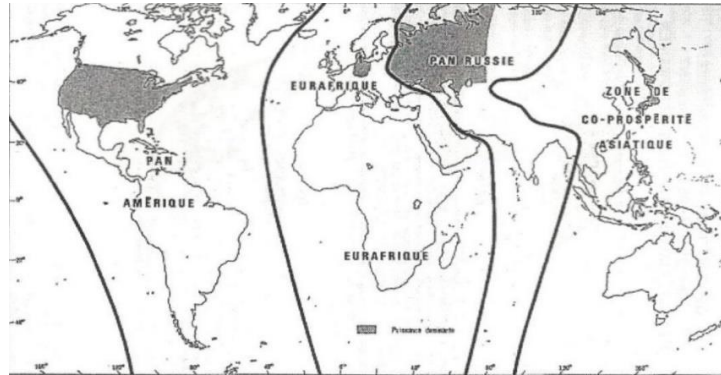 PAN RUSSIE
EURAFRIQUE
ZONE DE
CO-PROSPÉRITÉ
ASIATIQUE
PAN
AMÉRIQUE
EURAFRIQUE
Puissance dominante